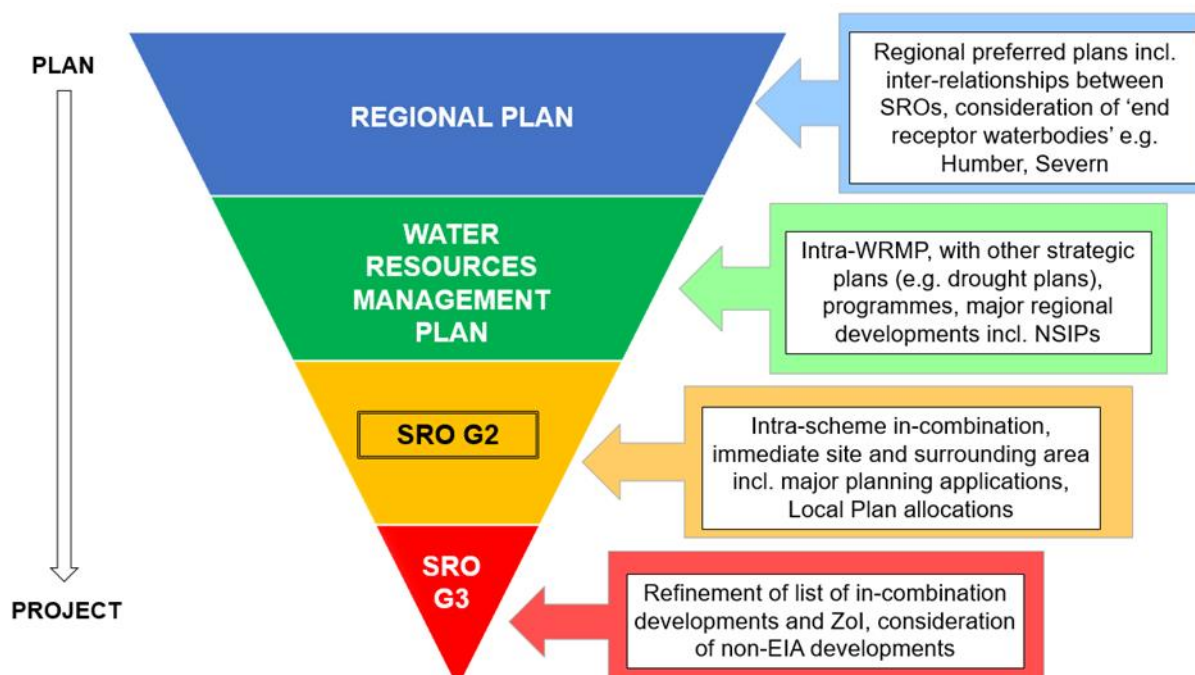 PLAN
PROJECT
REGIONAL PLAN
Regional preferred plans incl.
inter-relationships between
SROs, consideration of ‘end
receptor waterbodies’ e.g.
Humber, Severn
WATER
RESOURCES
MANAGEMENT
PLAN
Intra-WRMP, with other strategic
plans (e.g. drought plans),
programmes, major regional
developments incl. NSIPs
SRO G2
Intra-scheme in-combination,
immediate site and surrounding area
incl. major planning applications,
Local Plan allocations
SRO
G3
Refinement of list of in-combination
developments and ZoI, consideration
of non-EIA developments